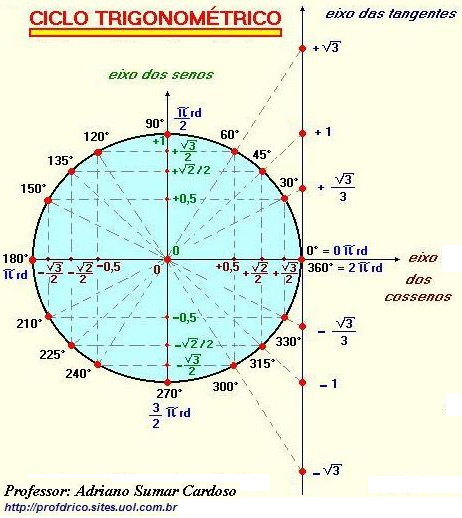 CICLO TRIGONOMÉTRICO
eixo das tangentes
+√3
eixo dos senos
90°
π/2 rd
120°
60°
+1
+1
135°
+√3/2
45°
+√2/2
150°
30°
+√3/3
+0,5
180°
0
0° = 0 π rd
eixo
π rd
-√3/2
-√2/2
-0,5
0
+0,5
+√2/2
+√3/2
360° = 2 π rd
dos
cossenos
-0,5
210°
330°
-√3/3
225°
-√2/2
315°
240°
-√3/2
300°
-1
270°
3/2 π rd
-√3
Professor: Adriano Sumar Cardoso
http://profdrico.sites.uol.com.br